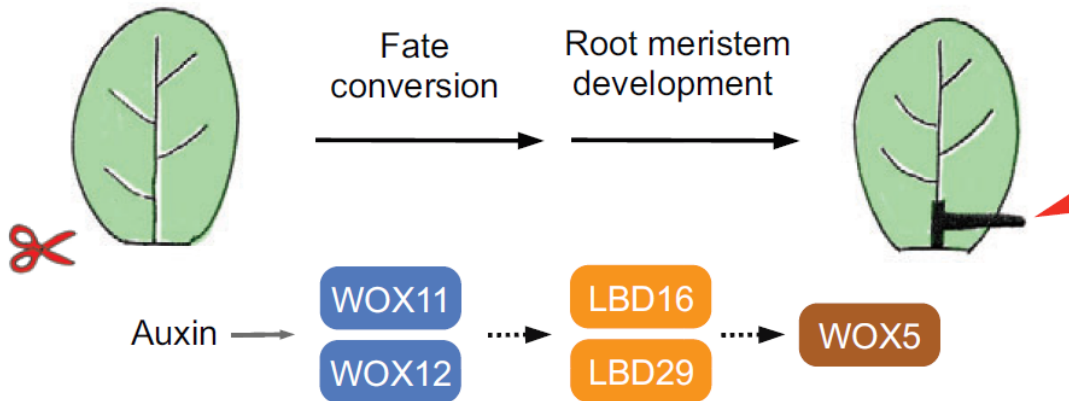 Fate
conversion
Root meristem
development
Auxin
WOX11
WOX12
LBD16
LBD29
WOX5